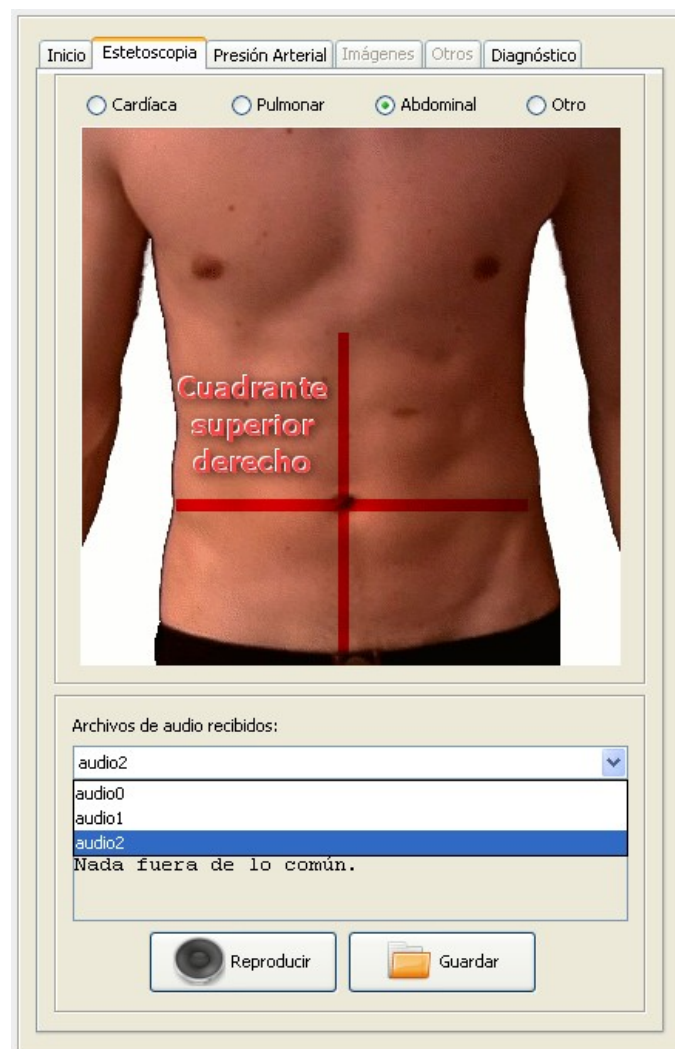 Inicio Estetoscopia Presión Arterial Imágenes Otros Diagnóstico
Cardíaca Pulmonar Abdominal Otro
Cuadrante
superior
derecho
Archivos de audio recibidos:
audio2
audio0
audio1
audio2
Nada fuera de lo común.
Reproducir Guardar